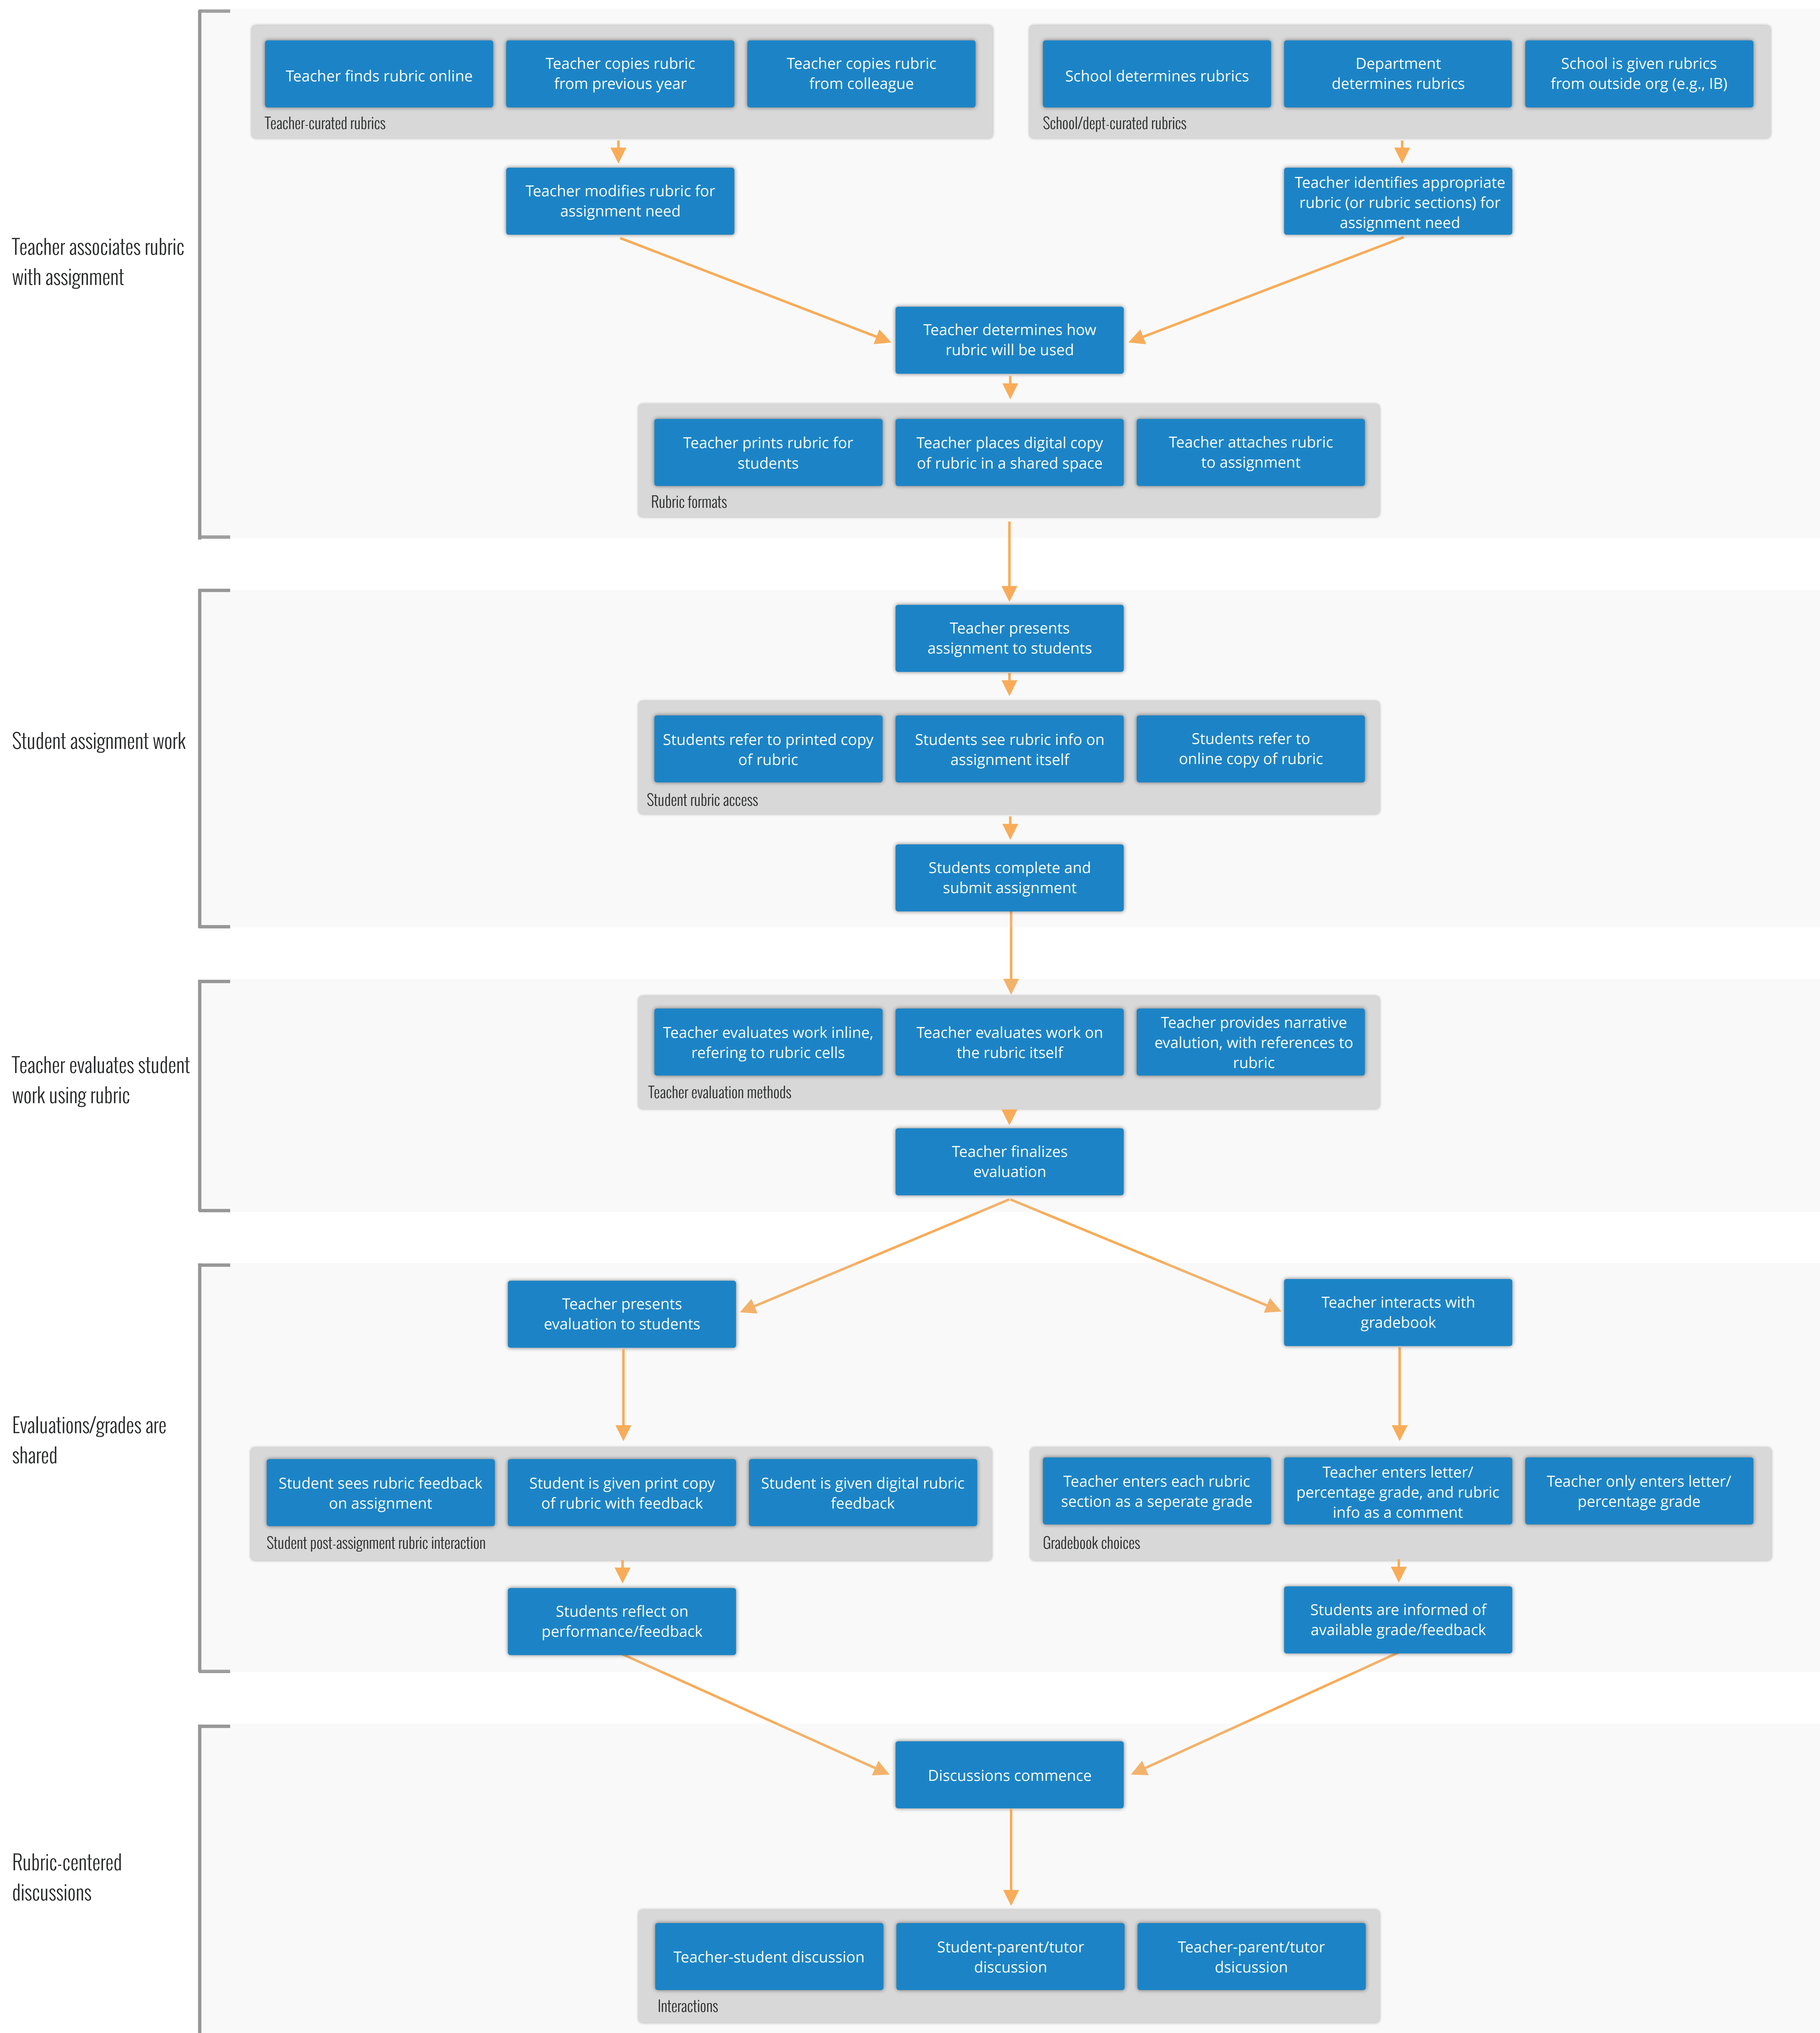 Teacher finds rubric online
Teacher copies rubric
from previous year
Teacher copies rubric
from colleague
Teacher-curated rubrics
School determines rubrics
Department
determines rubrics
School is given rubrics
from outside org (e.g., IB)
School/dept-curated rubrics
Teacher modifies rubric for
assignment need
Teacher identifies appropriate
rubric (or rubric sections) for
assignment need
Teacher associates rubric
with assignment
Teacher determines how
rubric will be used
Teacher prints rubric for
students
Teacher places digital copy
of rubric in a shared space
Teacher attaches rubric
to assignment
Rubric formats
Teacher presents
assignment to students
Student assignment work
Students refer to printed copy
of rubric
Students see rubric info on
assignment itself
Students refer to
online copy of rubric
Student rubric access
Students complete and
submit assignment
Teacher evaluates student
work using rubric
Teacher evaluates work inline,
refering to rubric cells
Teacher evaluates work on
the rubric itself
Teacher provides narrative
evalution, with references to
rubric
Teacher evaluation methods
Teacher finalizes
evaluation
Teacher presents
evaluation to students
Teacher interacts with
gradebook
Evaluations/grades are
shared
Student sees rubric feedback
on assignment
Student is given print copy
of rubric with feedback
Student is given digital rubric
feedback
Student post-assignment rubric interaction
Teacher enters each rubric
section as a seperate grade
Teacher enters letter/
percentage grade, and rubric
info as a comment
Teacher only enters letter/
percentage grade
Gradebook choices
Students reflect on
performance/feedback
Students are informed of
available grade/feedback
Discussions commence
Rubric-centered
discussions
Teacher-student discussion
Student-parent/tutor
discussion
Teacher-parent/tutor
dsicussion
Interactions